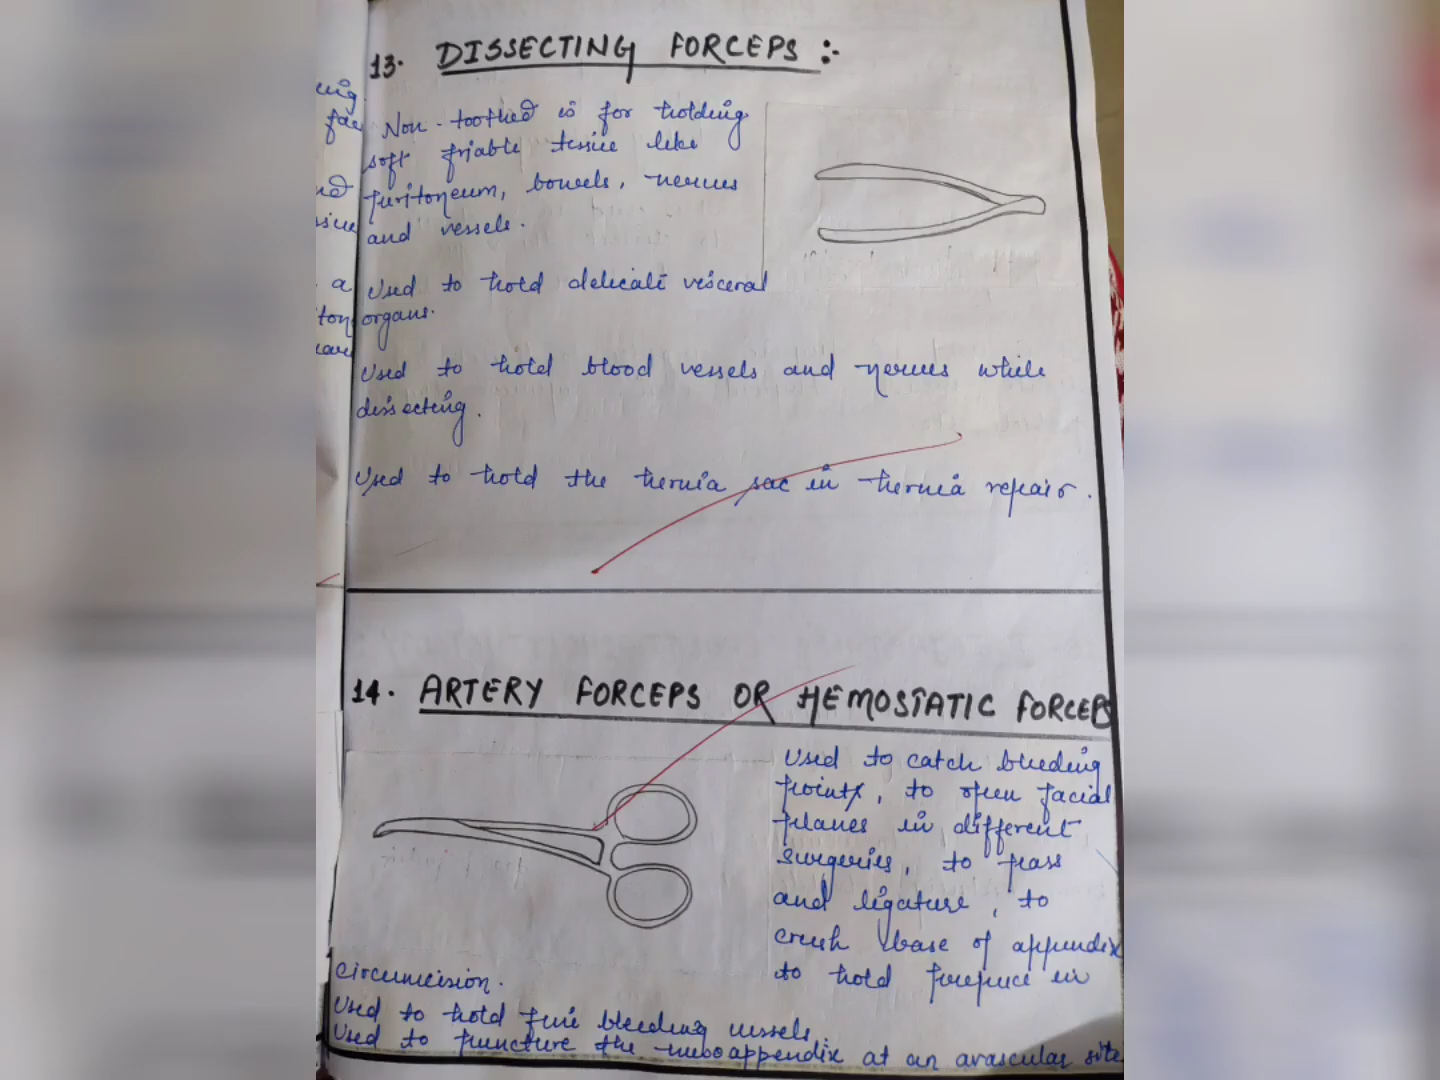 13. DISSECTING FORCEPS :-
Non-toothed is for holding
soft friable tissue like
peritoneum, bowels, nerves
and vessels.
Used to hold delicate visceral
organs.
Used to hold blood vessels and nerves while
dissecting.
Used to hold the hernia sac in hernia repair.
14. ARTERY FORCEPS OR HEMOSTATIC FORCEPS
Used to catch bleeding
points, to open facial
planes in different
surgeries, to pass
and ligature, to
crush base of appendix
to hold prepuce in
circumcision.
Used to hold fine bleeding vessels.
Used to puncture the mesoappendix at an avascular site